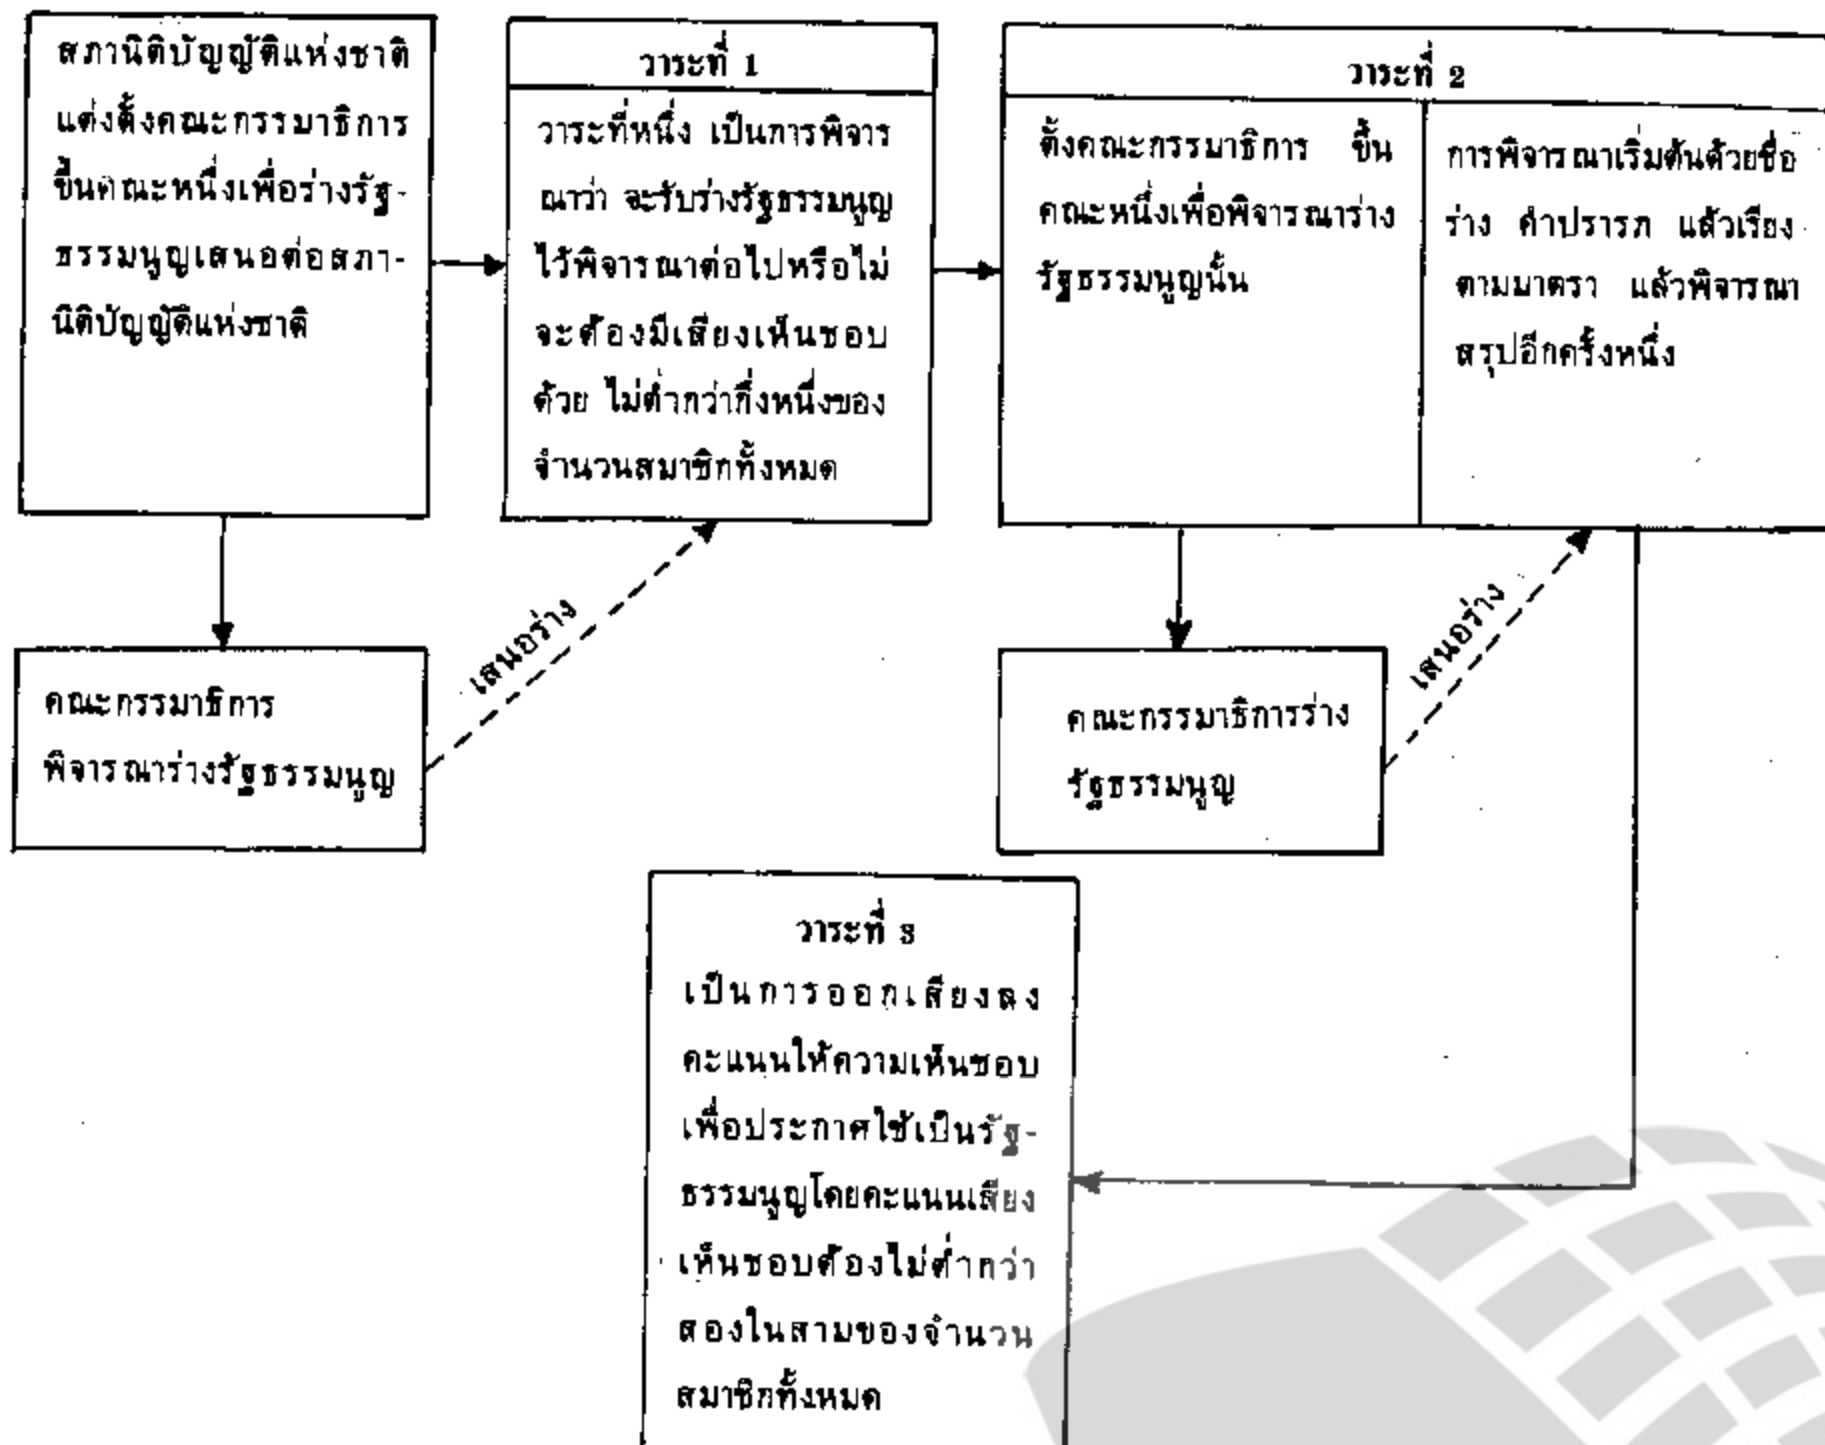 สภานิติบัญญัติแห่งชาติ
แต่งตั้งคณะกรรมาธิการ
ขึ้นคณะหนึ่งเพื่อร่างรัฐ-
ธรรมนูญเสนอต่อสภา-
นิติบัญญัติแห่งชาติ
วาระที่ 1
วาระที่หนึ่ง เป็นการพิจาร
ณาว่า จะรับร่างรัฐธรรมนูญ
ไว้พิจารณาต่อไปหรือไม่
จะต้องมีเสียงเห็นชอบ
ด้วย ไม่ต่ำกว่ากึ่งหนึ่งของ
จำนวนสมาชิกทั้งหมด
วาระที่ 2
ตั้งคณะกรรมาธิการ ขึ้น
คณะหนึ่งเพื่อพิจารณาร่าง
รัฐธรรมนูญนั้น
การพิจารณาเริ่มต้นด้วยชื่อ
ร่าง คำปรารภ แล้วเรียง
ตามมาตรา แล้วพิจารณา
สรุปอีกครั้งหนึ่ง
เสนอร่าง
เสนอร่าง
คณะกรรมาธิการ
พิจารณาร่างรัฐธรรมนูญ
คณะกรรมาธิการร่าง
รัฐธรรมนูญ
วาระที่ 3
เป็นการออกเสียงลง
คะแนนให้ความเห็นชอบ
เพื่อประกาศใช้เป็นรัฐ-
ธรรมนูญโดยคะแนนเสียง
เห็นชอบต้องไม่ต่ำกว่า
สองในสามของจำนวน
สมาชิกทั้งหมด